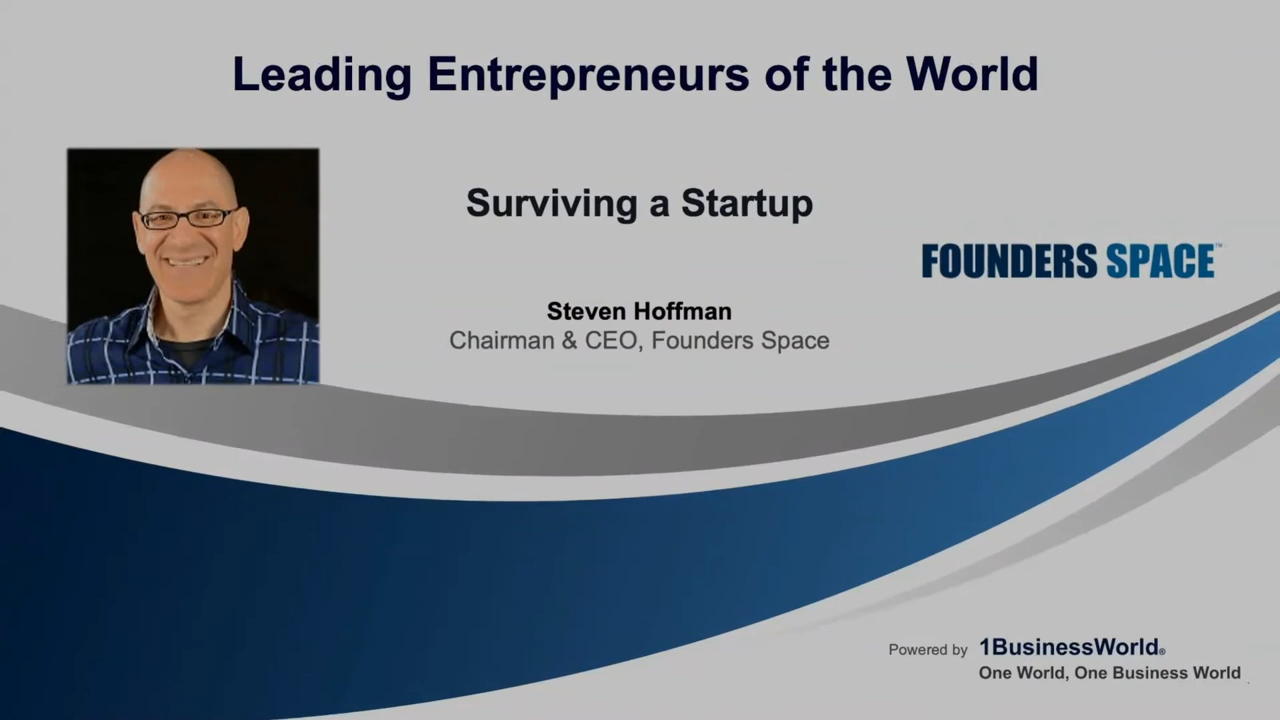 Leading Entrepreneurs of the World
Surviving a Startup
FOUNDERS SPACE™
Steven Hoffman
Chairman & CEO, Founders Space
Powered by 1BusinessWorld®
One World, One Business World